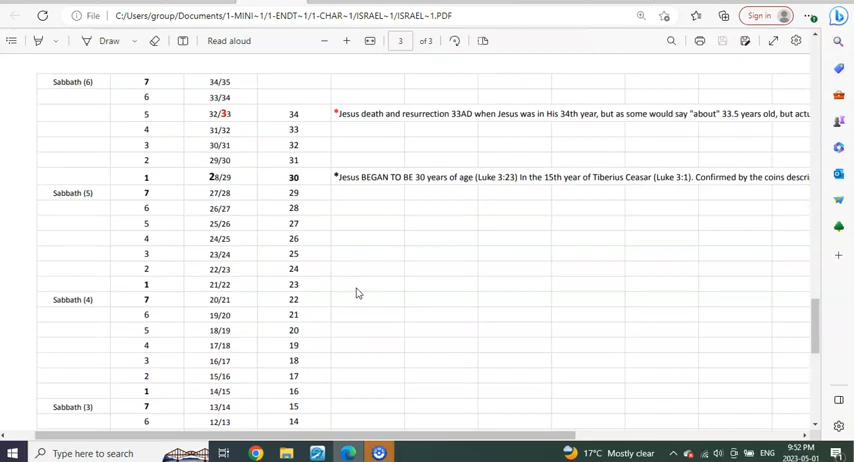 File C:/Users/group/Documents/1-MINI~1/1-ENDT~1/1-CHAR~1/ISRAEL~1/ISRAEL~1.PDF Sign in
Draw Read aloud 3 of 3
Sabbath (6) 7 34/35
6 33/34
5 32/33 34 *Jesus death and resurrection 33AD when Jesus was in His 34th year, but as some would say "about" 33.5 years old, but actu
4 31/32 33
3 30/31 32
2 29/30 31
1 28/29 30 *Jesus BEGAN TO BE 30 years of age (Luke 3:23) In the 15th year of Tiberius Ceasar (Luke 3:1). Confirmed by the coins descri
Sabbath (5) 7 27/28 29
6 26/27 28
5 25/26 27
4 24/25 26
3 23/24 25
2 22/23 24
1 21/22 23
Sabbath (4) 7 20/21 22
6 19/20 21
5 18/19 20
4 17/18 19
3 16/17 18
2 15/16 17
1 14/15 16
Sabbath (3) 7 13/14 15
6 12/13 14
Type here to search 17°C Mostly clear ENG 9:52 PM
2023-05-01